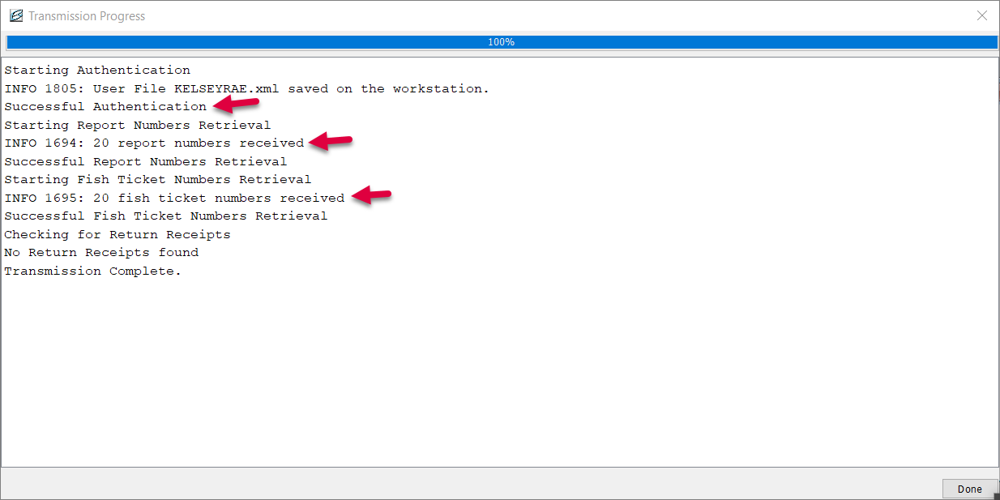 Transmission Progress
100%
Starting Authentication
INFO 1805: User File KELSEYRAE.xml saved on the workstation.
Successful Authentication
Starting Report Numbers Retrieval
INFO 1694: 20 report numbers received
Successful Report Numbers Retrieval
Starting Fish Ticket Numbers Retrieval
INFO 1695: 20 fish ticket numbers received
Successful Fish Ticket Numbers Retrieval
Checking for Return Receipts
No Return Receipts found
Transmission Complete.
Done